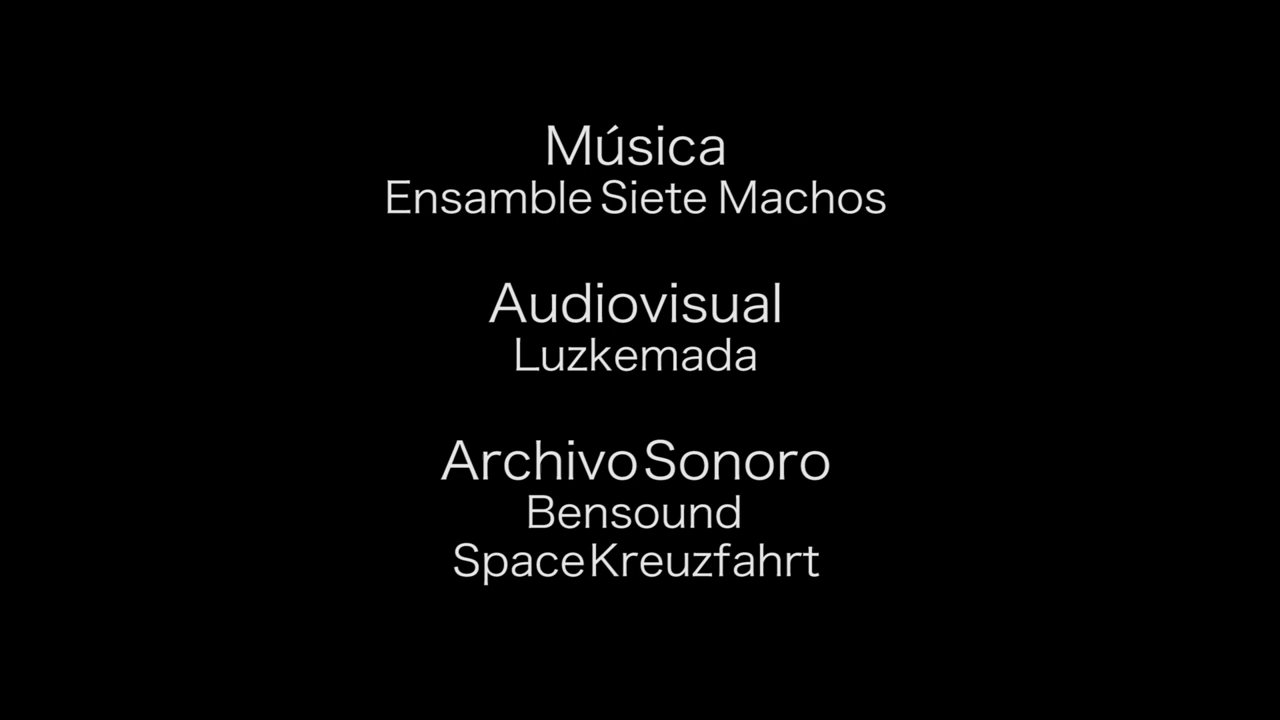 Música
Ensamble Siete Machos
Audiovisual
Luzkemada
Archivo Sonoro
Bensound
Space Kreuzfahrt